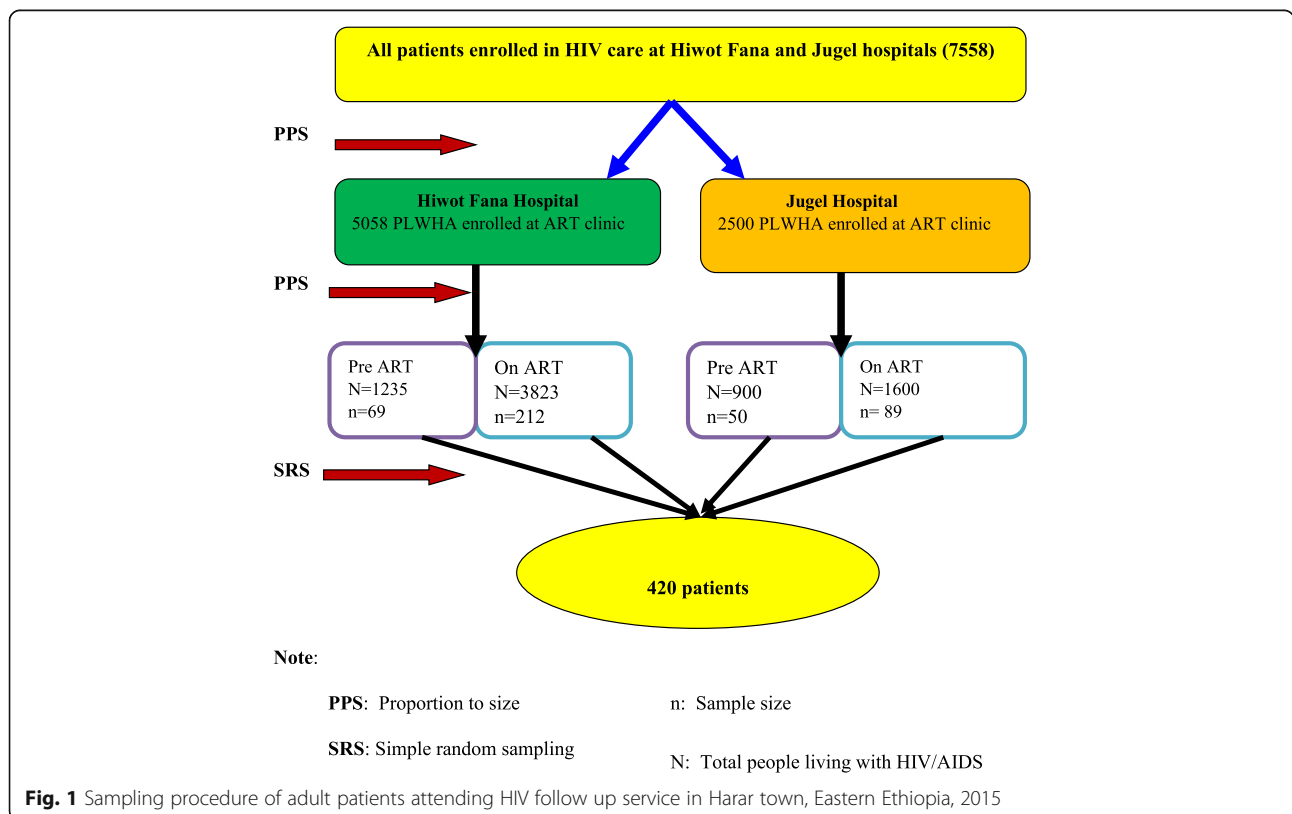 All patients enrolled in HIV care at Hiwot Fana and Jugel hospitals (7558)
PPS
Hiwot Fana Hospital
5058 PLWHA enrolled at ART clinic
Jugel Hospital
2500 PLWHA enrolled at ART clinic
PPS
Pre ART
N=1235
n=69
On ART
N=3823
n=212
Pre ART
N=900
n=50
On ART
N=1600
n= 89
SRS
420 patients
Note:
PPS: Proportion to size
n: Sample size
SRS: Simple random sampling
N: Total people living with HIV/AIDS
Fig. 1 Sampling procedure of adult patients attending HIV follow up service in Harar town, Eastern Ethiopia, 2015